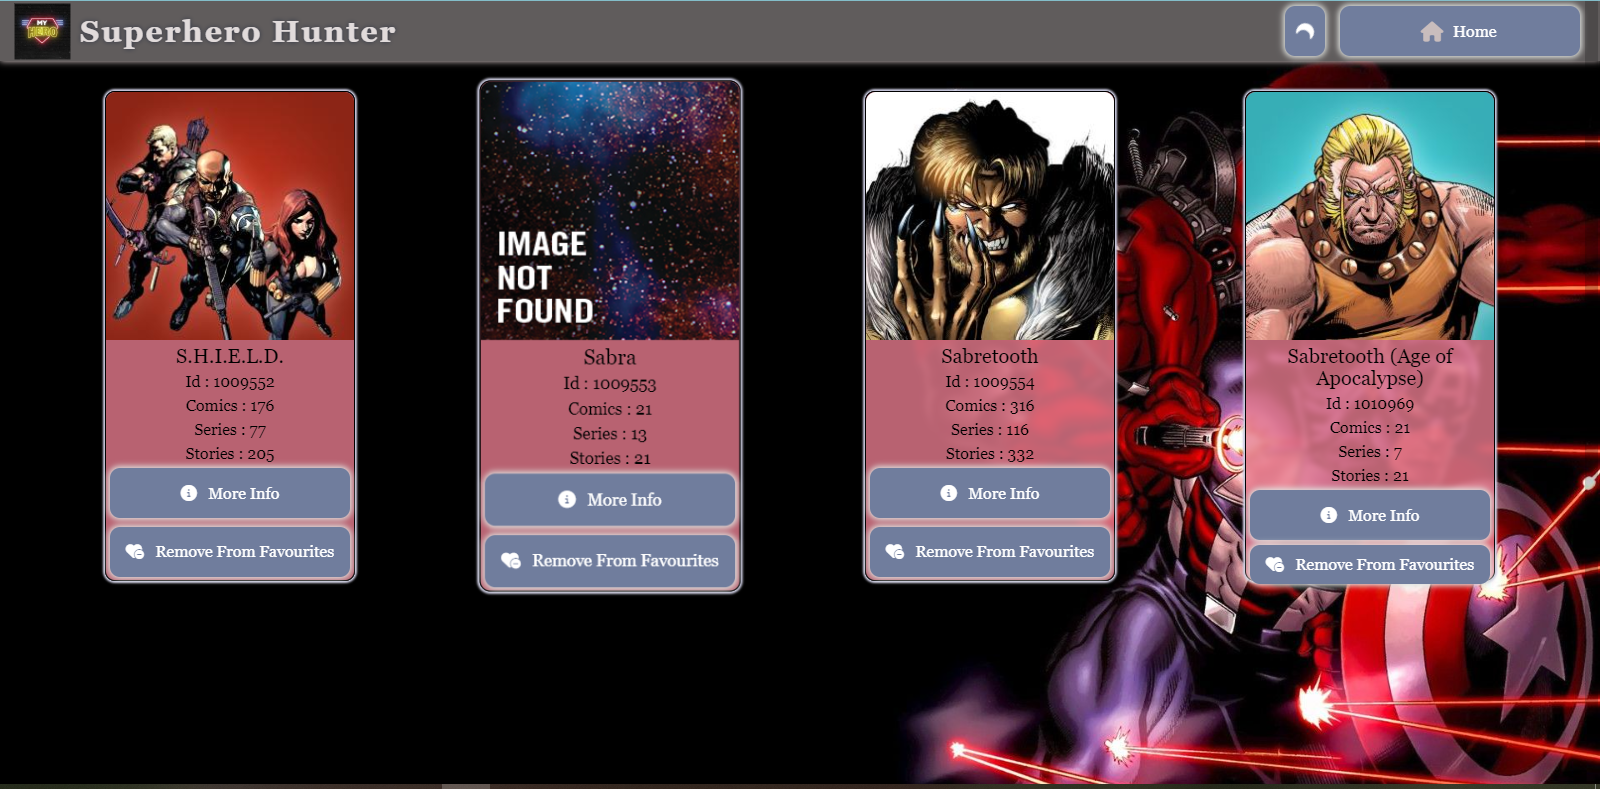 MY
HERO
Superhero Hunter
Home
S.H.I.E.L.D.
Id : 1009552
Comics : 176
Series : 77
Stories : 205
More Info
Remove From Favourites
IMAGE
NOT
FOUND
Sabra
Id : 1009553
Comics : 21
Series : 13
Stories : 21
More Info
Remove From Favourites
Sabretooth
Id : 1009554
Comics : 316
Series : 116
Stories : 332
More Info
Remove From Favourites
Sabretooth (Age of
Apocalypse)
Id : 1010969
Comics : 21
Series : 7
Stories : 21
More Info
Remove From Favourites